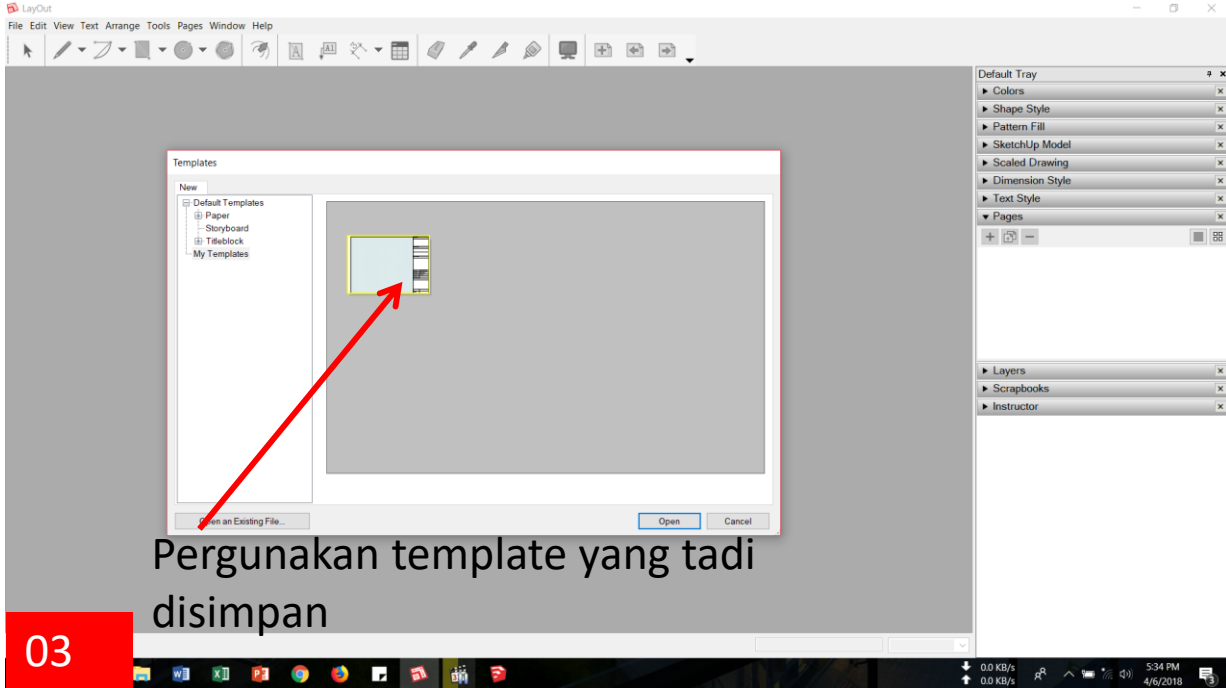 LayOut
File Edit View Text Arrange Tools Pages Window Help
Default Tray
Colors
Shape Style
Pattern Fill
SketchUp Model
Scaled Drawing
Dimension Style
Text Style
Pages
Templates
New
Default Templates
Paper
Storyboard
Titleblock
My Templates
Layers
Scrapbooks
Instructor
Open an Existing File...
Open Cancel
Pergunakan template yang tadi
disimpan
03
0.0 KB/s
0.0 KB/s
5:34 PM
4/6/2018